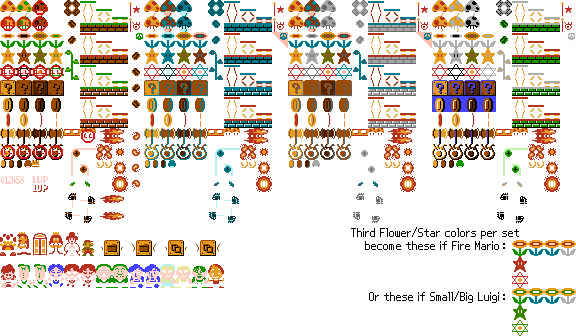 1UP
1UP
Third Flower/Star colors per set
become these if Fire Mario:
Or these if Small/Big Luigi: